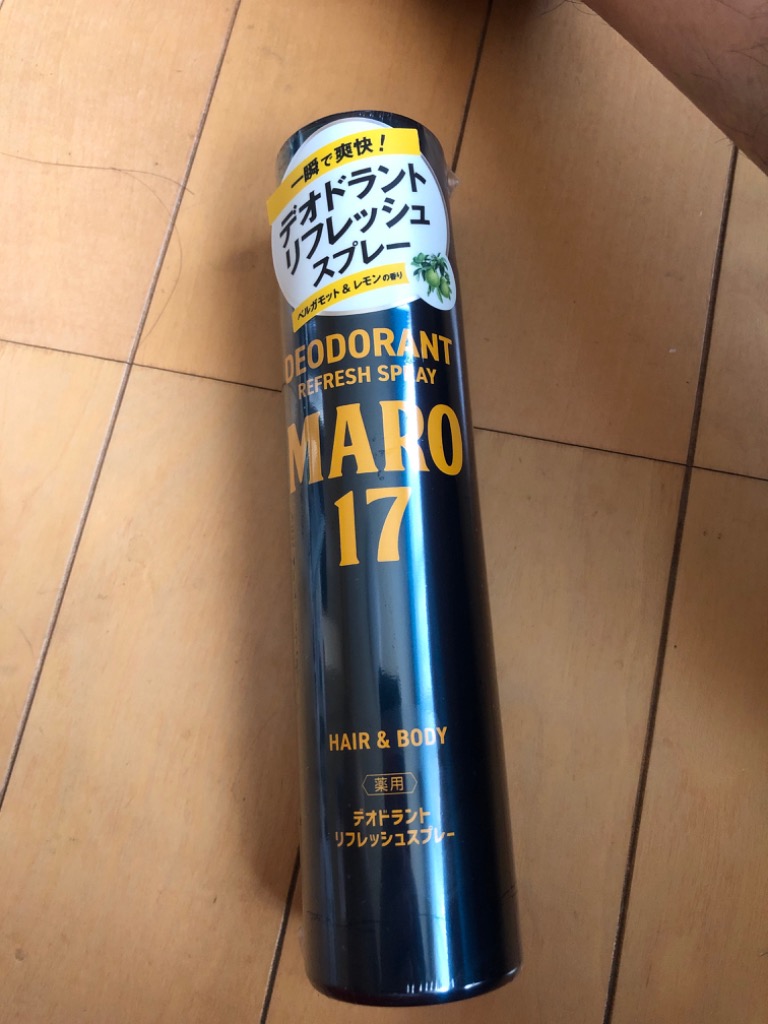 一瞬で爽快！
デオドラント
リフレッシュ
スプレー
ベルガモット＆レモンの香り
DEODORANT
REFRESH SPRAY
MARO
17
HAIR & BODY
薬用
デオドラント
リフレッシュスプレー